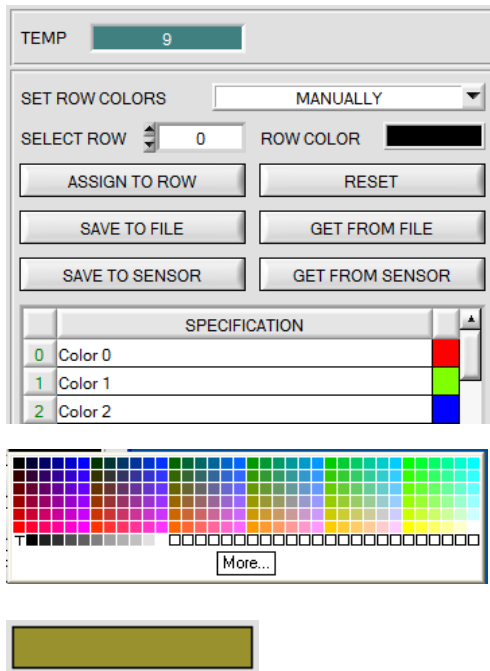 TEMP 9
SET ROW COLORS MANUALLY
SELECT ROW 0 ROW COLOR
ASSIGN TO ROW RESET
SAVE TO FILE GET FROM FILE
SAVE TO SENSOR GET FROM SENSOR
SPECIFICATION
0 Color 0
1 Color 1
2 Color 2
T
More...